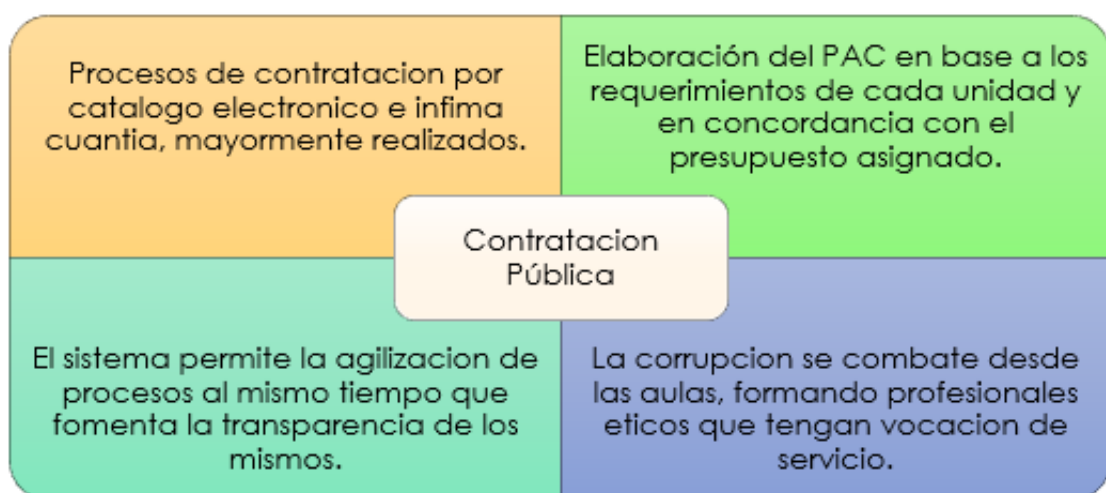 Procesos de contratacion por
catalogo electronico e infima
cuantia, mayormente realizados.
Elaboración del PAC en base a los
requerimientos de cada unidad y
en concordancia con el
presupuesto asignado.
Contratacion
Pública
El sistema permite la agilizacion de
procesos al mismo tiempo que
fomenta la transparencia de los
mismos.
La corrupcion se combate desde
las aulas, formando profesionales
eticos que tengan vocacion de
servicio.